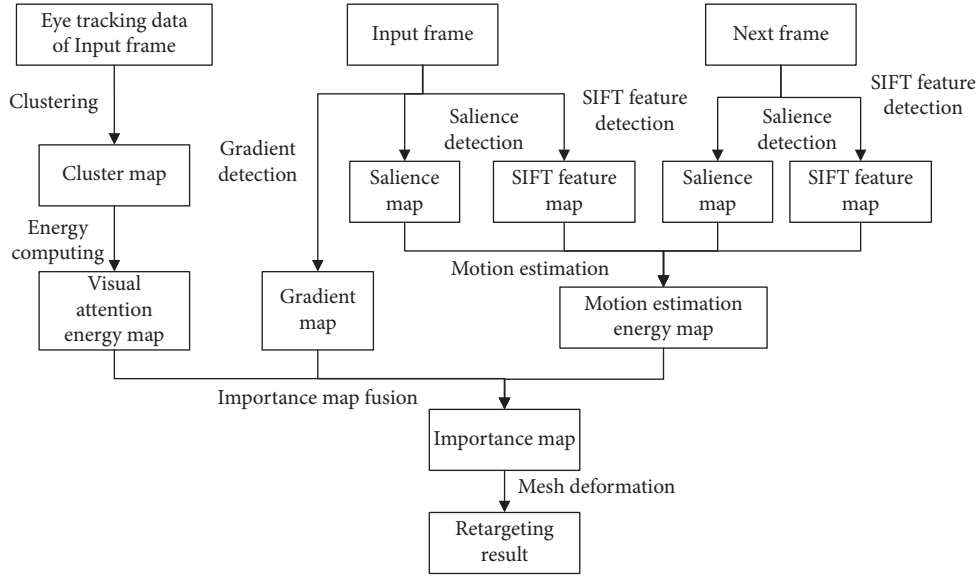 Eye tracking data
of Input frame
Input frame
Next frame
Clustering
Gradient
detection
Salience
detection
SIFT feature
detection
Salience
detection
SIFT feature
detection
Cluster map
Salience
map
SIFT feature
map
Salience
map
SIFT feature
map
Energy
computing
Motion estimation
Visual
attention
energy map
Gradient
map
Motion estimation
energy map
Importance map fusion
Importance map
Mesh deformation
Retargeting
result